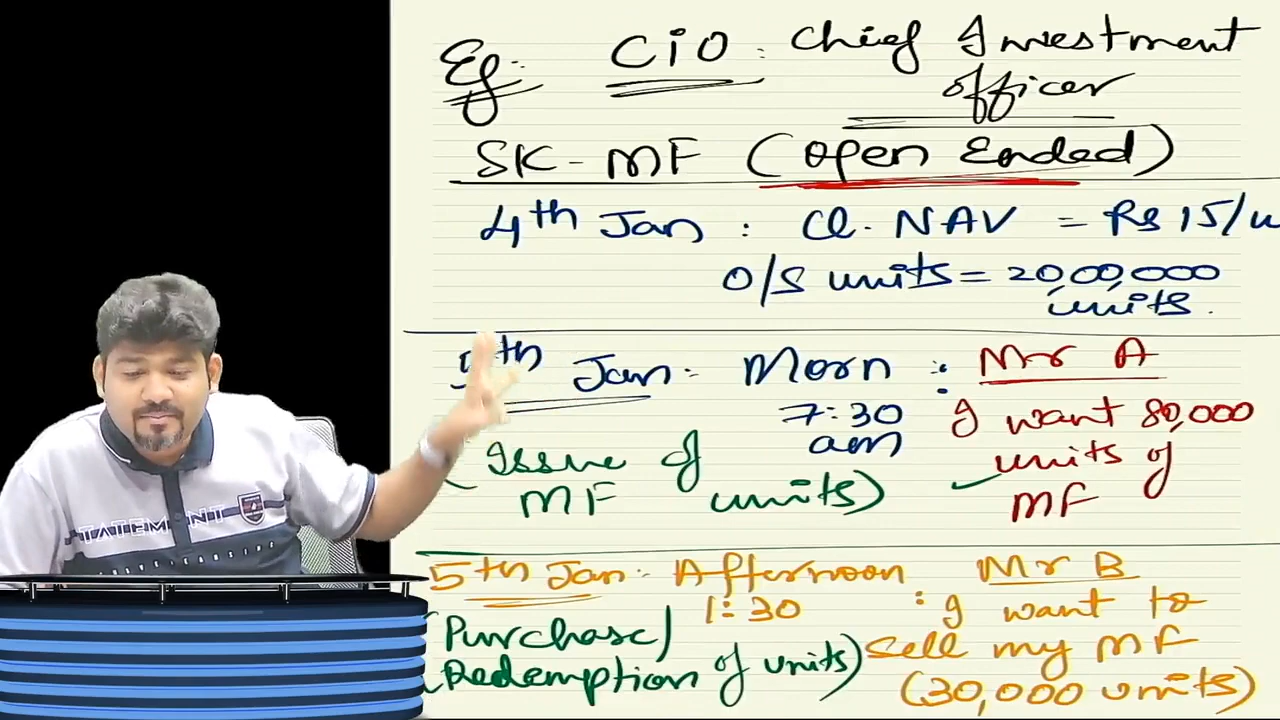 Eg:- CiO : Chief Investment
officer
SK-MF (open Ended)
4th Jan : Cl. NAV = Rs 15/u
O/S units = 20,00,000
units.
5th Jan :- Morn : Mr A
7:30 am
I want 80,000
units of
MF
(Issue of
MF units)
5th Jan :- Afternoon Mr B
1:30 : I want to
sell my MF
(30,000 units)
(Purchase/
Redemption of units)
STATEMENT